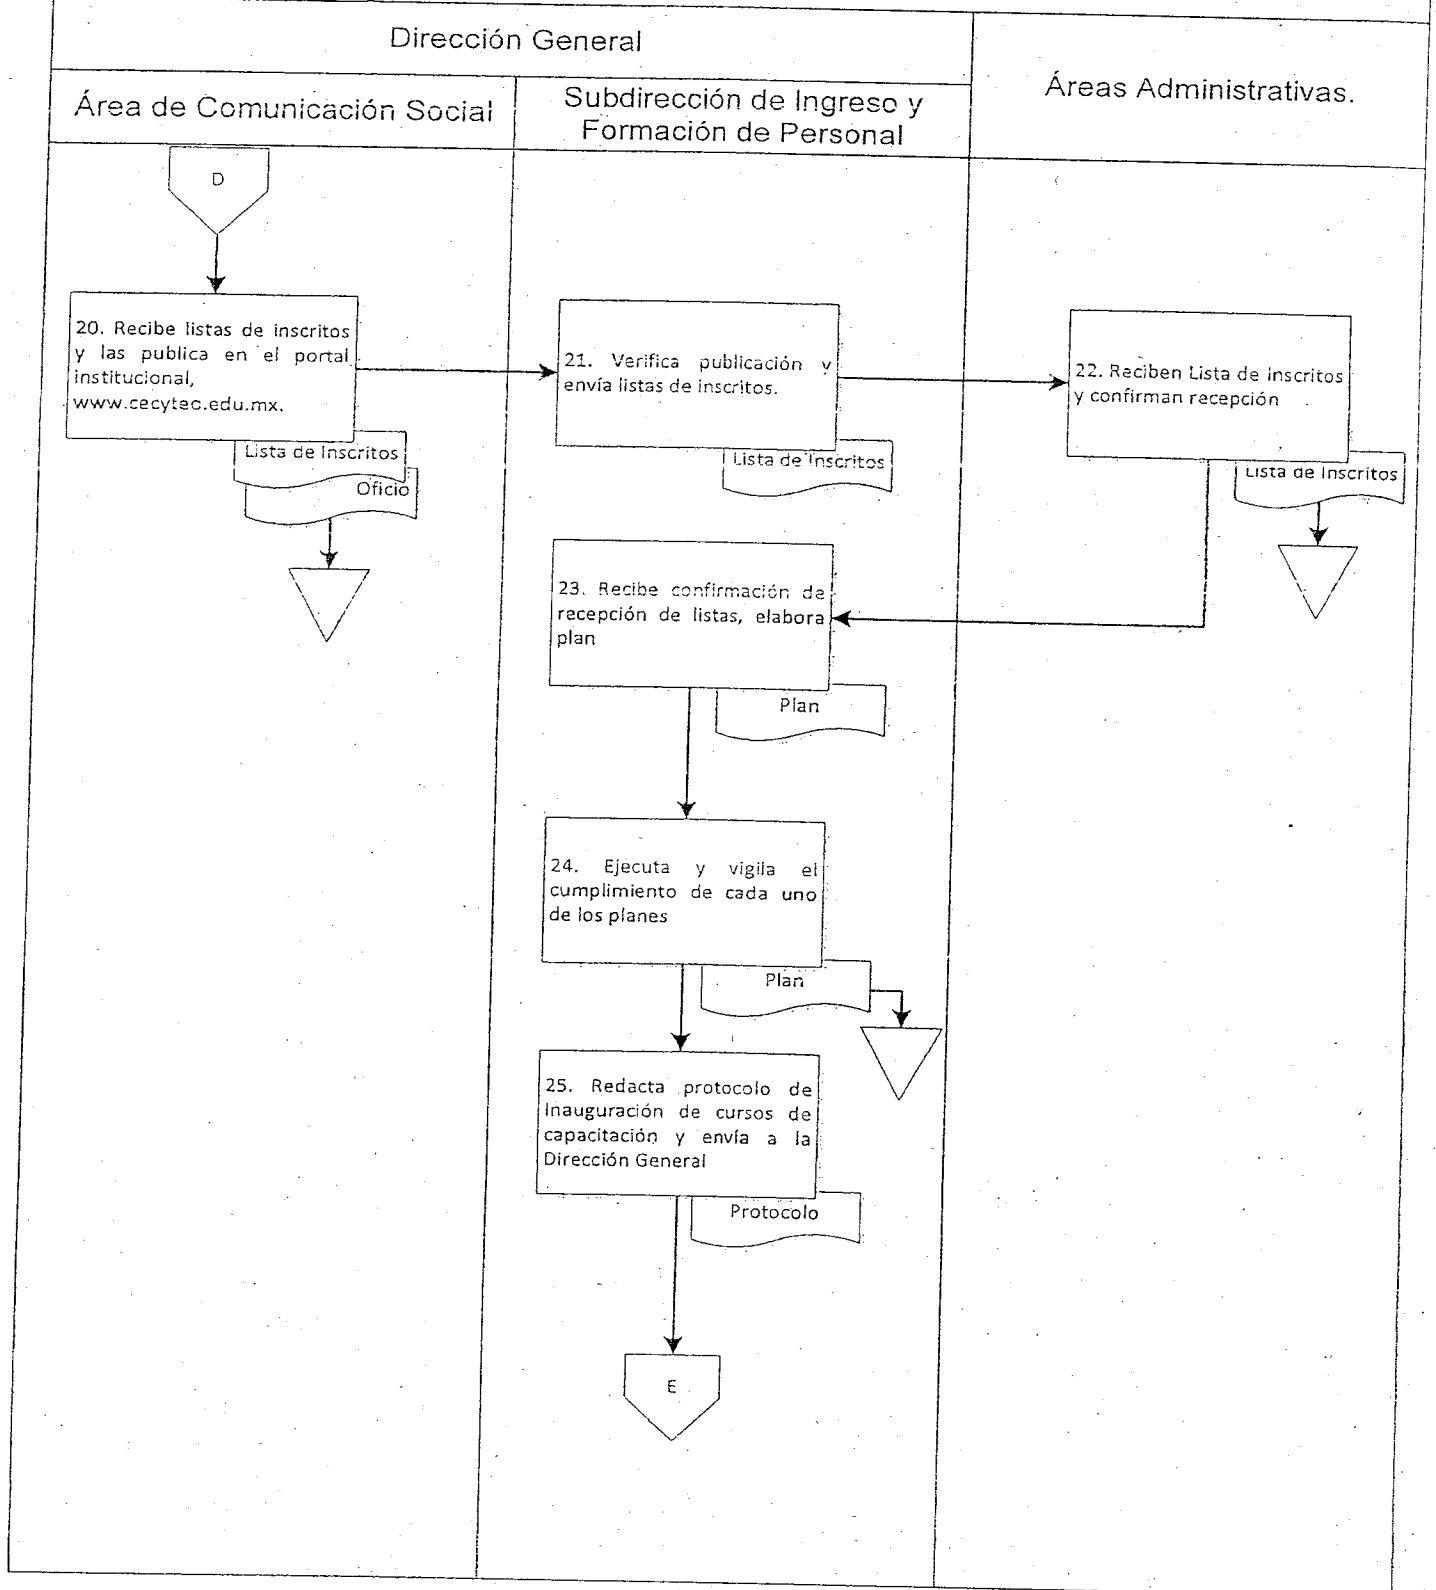 Dirección General
Áreas Administrativas.
Área de Comunicación Social
Subdirección de Ingreso y
Formación de Personal
D
20. Recibe listas de inscritos
y las publica en el portal
institucional,
www.cecytec.edu.mx.
Lista de Inscritos
Oficio
21. Verifica publicación y
envía listas de inscritos.
Lista de Inscritos
22. Reciben Lista de inscritos
y confirman recepción
Lista de Inscritos
23. Recibe confirmación de
recepción de listas, elabora
plan
Plan
24. Ejecuta y vigila el
cumplimiento de cada uno
de los planes
Plan
25. Redacta protocolo de
Inauguración de cursos de
capacitación y envía a la
Dirección General
Protocolo
E